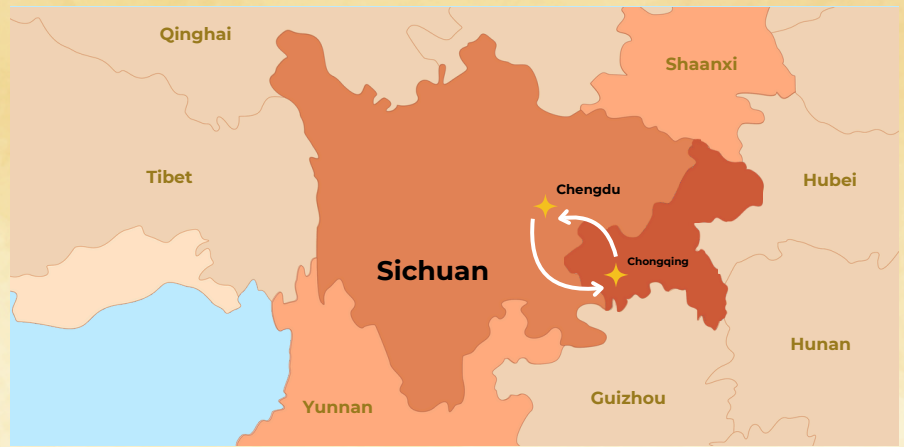 Qinghai
Shaanxi
Tibet
Hubei
Chengdu
Chongqing
Sichuan
Hunan
Guizhou
Yunnan